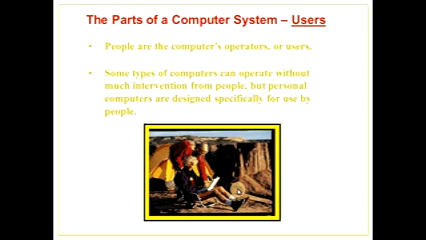 The Parts of a Computer System – Users
• People are the computer's operators, or users.
• Some types of computers can operate without
much intervention from people, but personal
computers are designed specifically for use by
people.